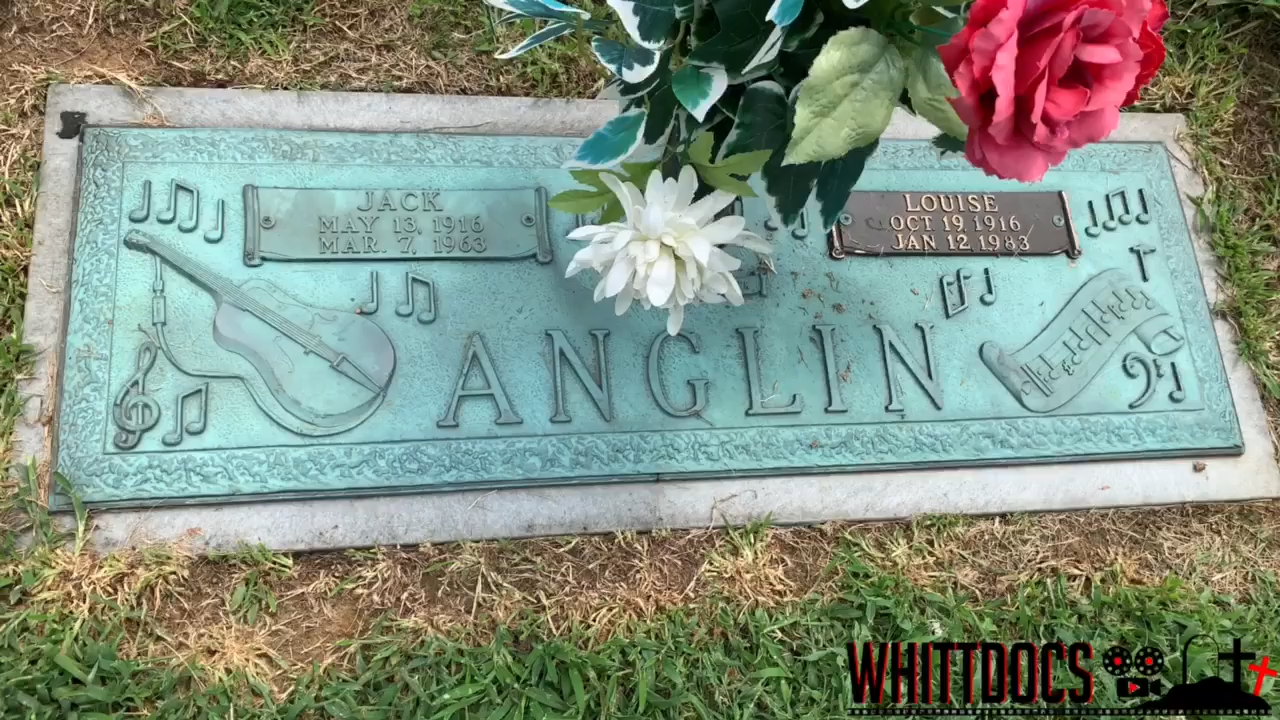 JACK
MAY 13, 1916
MAR. 7, 1963
LOUISE
OCT 19, 1916
JAN 12, 1983
ANGLIN
WHITTDOCS